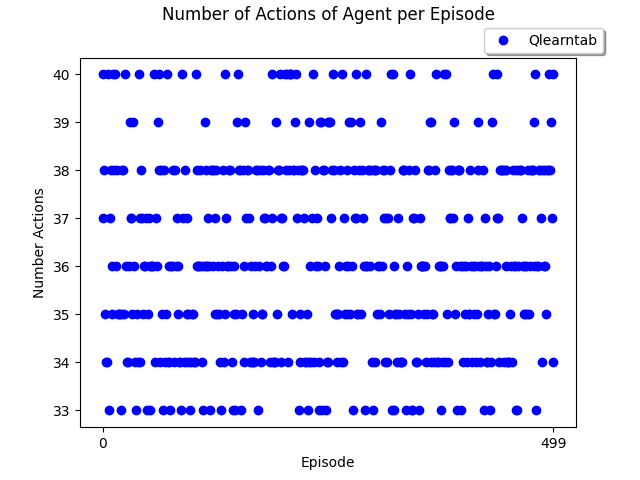 Number of Actions of Agent per Episode
Qlearntab
40
39
38
37
36
35
34
33
Number Actions
0
499
Episode